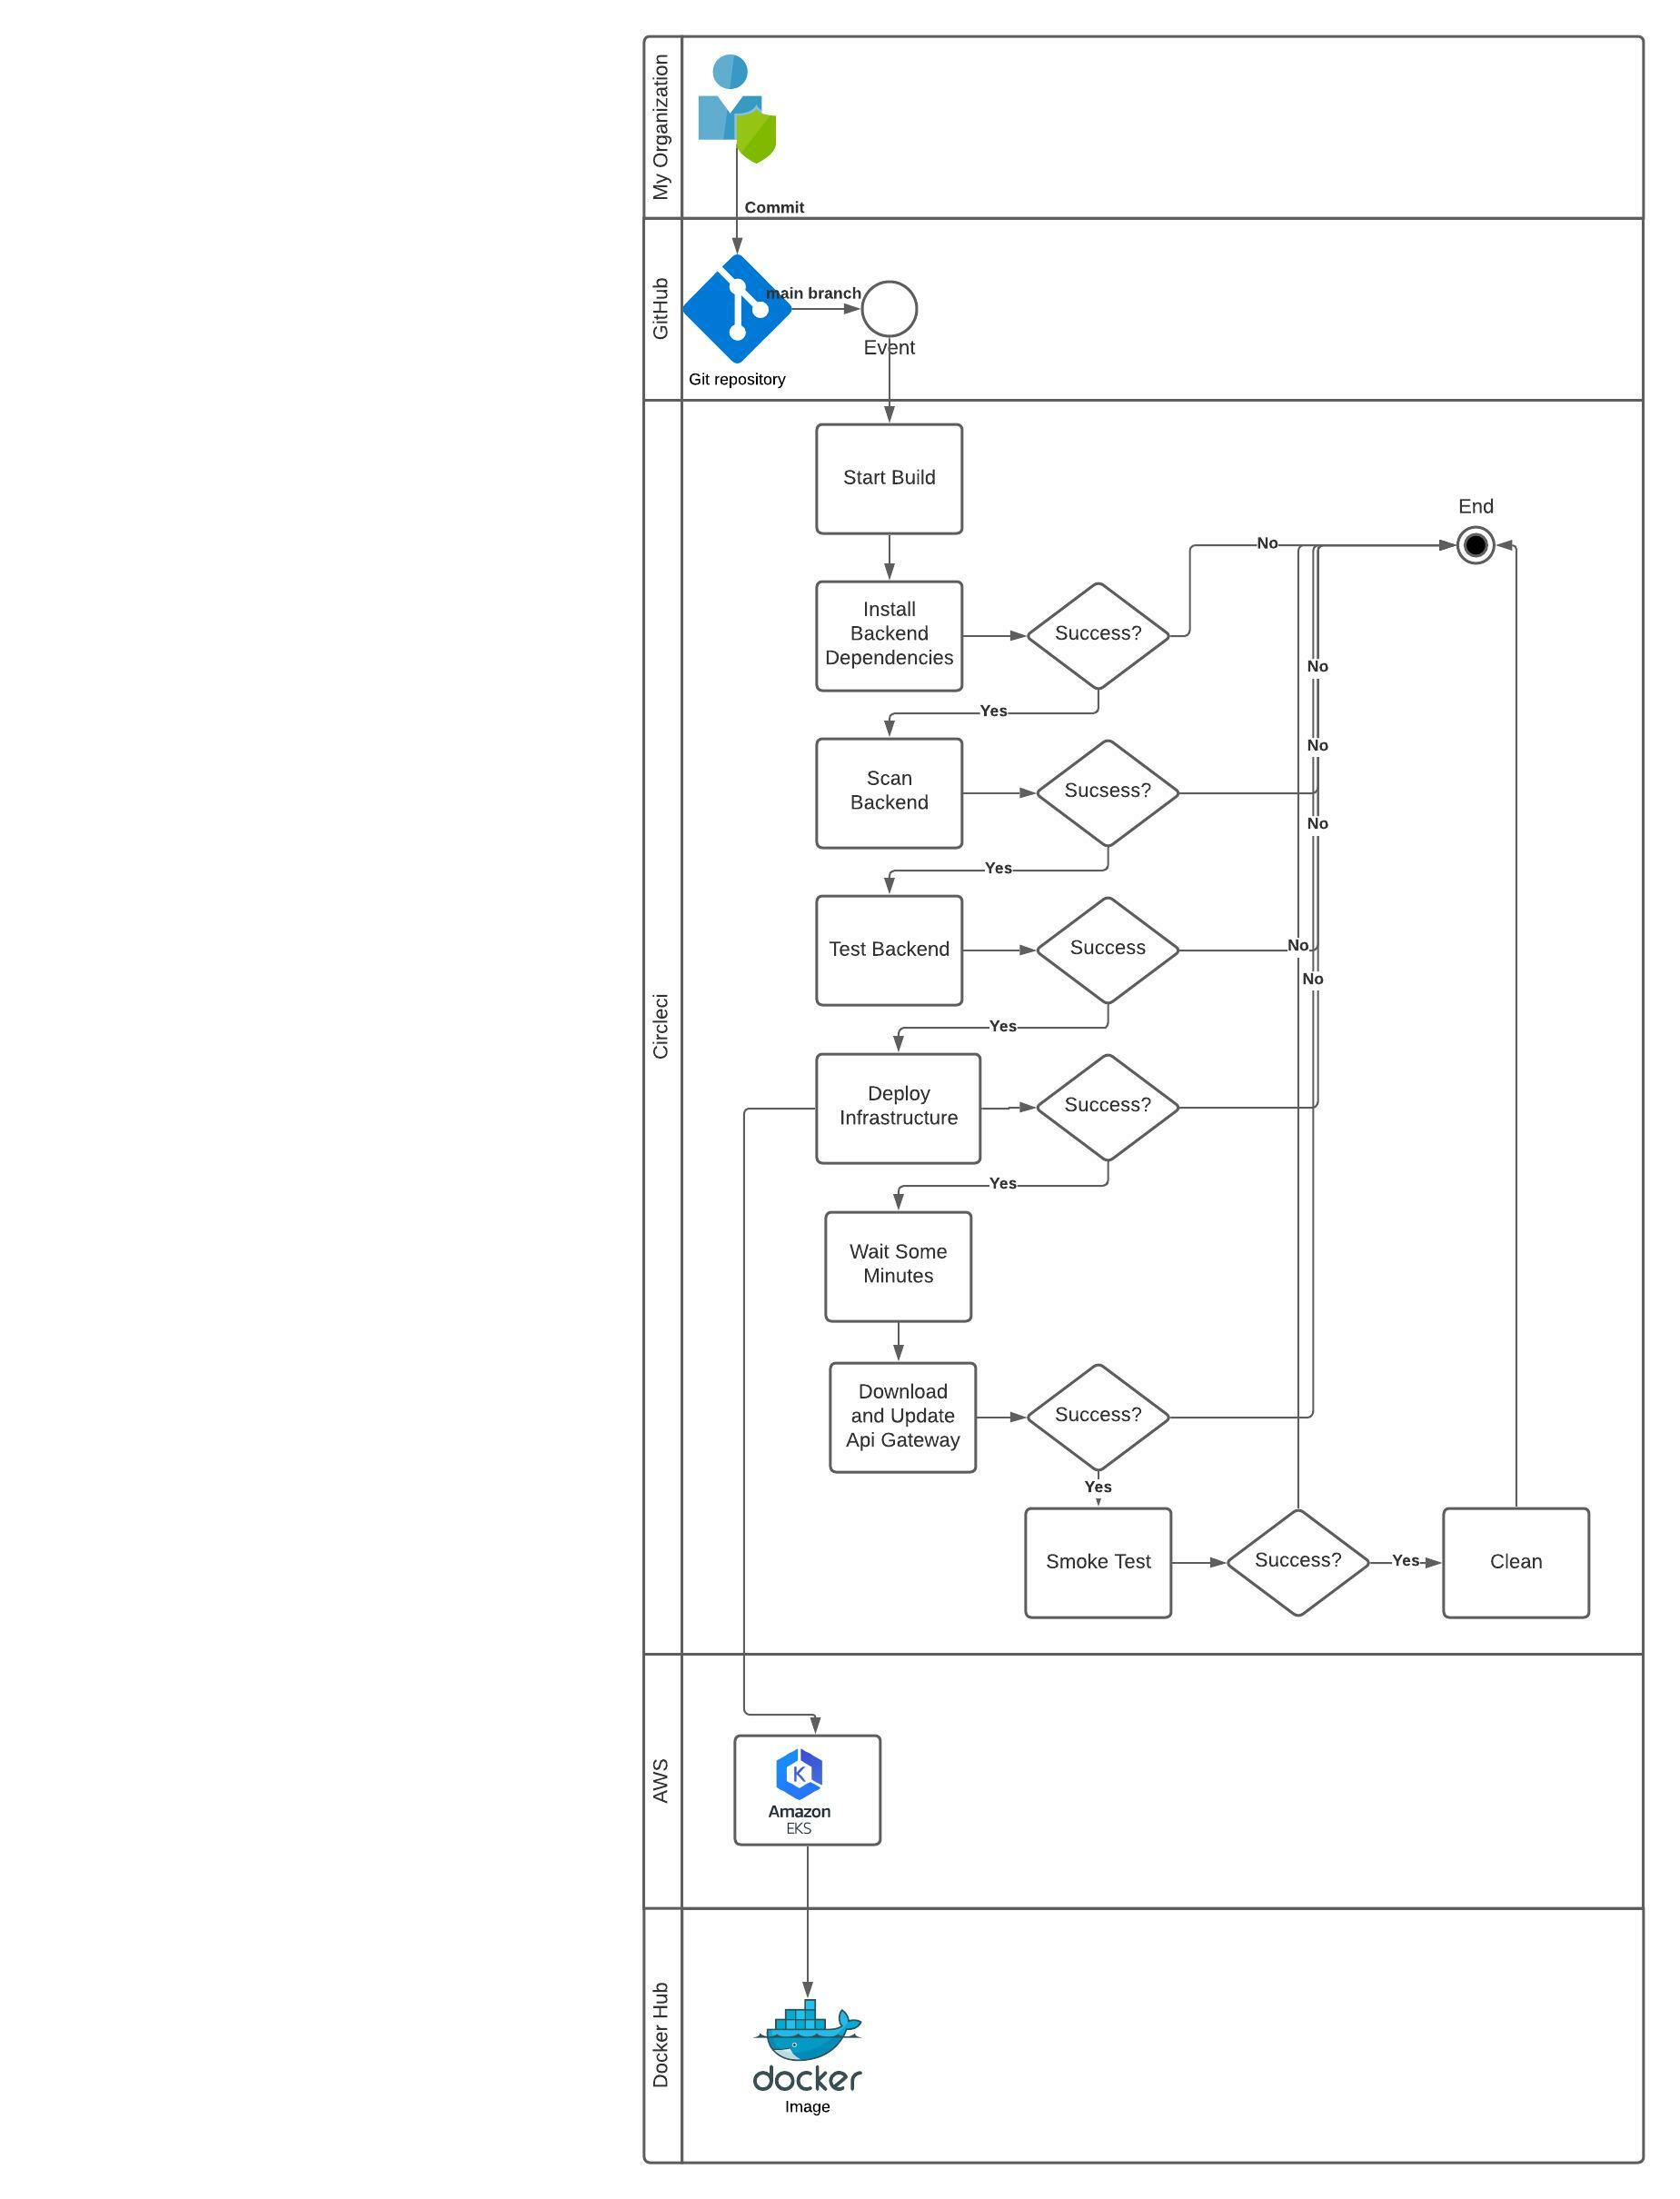 My Organization
Commit
GitHub
main branch
Event
Git repository
Circleci
Start Build
End
No
Install
Backend
Dependencies
Success?
No
Yes
Scan
Backend
Sucsess?
No
No
Yes
Test Backend
Success
No
No
Yes
Deploy
Infrastructure
Success?
Yes
Wait Some
Minutes
Download
and Update
Api Gateway
Success?
Yes
Smoke Test
Success?
Yes
Clean
AWS
Amazon
EKS
Docker Hub
docker
Image